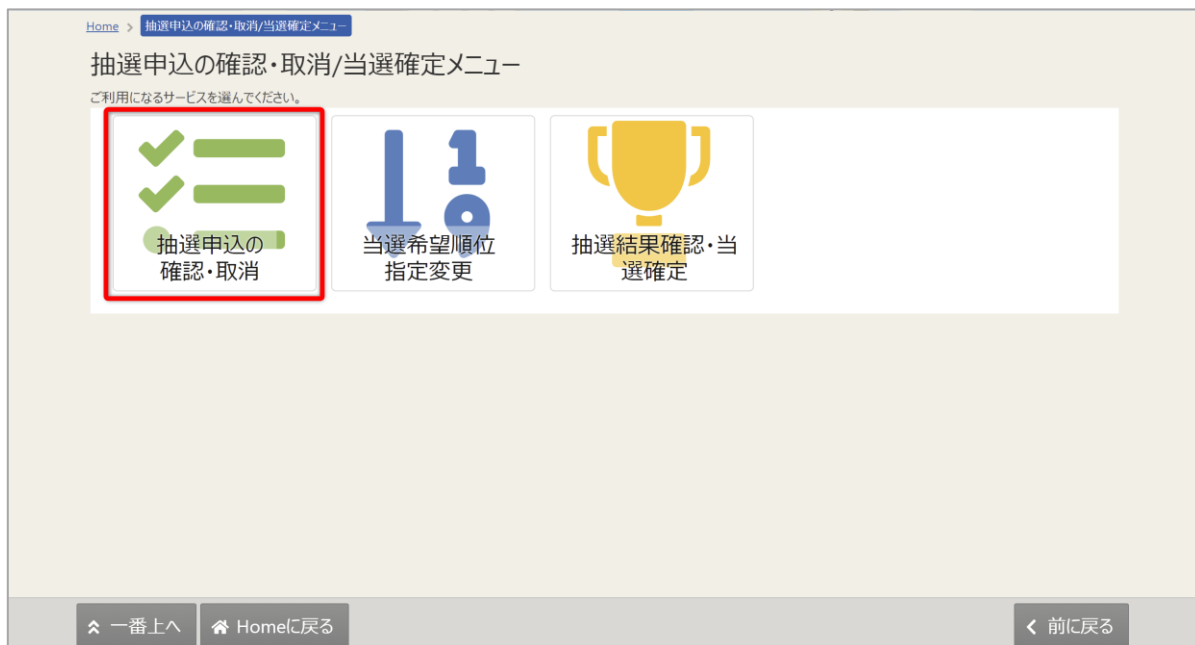 Home > 抽選申込の確認・取消/当選確定メニュー
抽選申込の確認・取消/当選確定メニュー
ご利用になるサービスを選んでください。
抽選申込の
確認・取消
当選希望順位
指定変更
抽選結果確認・当
選確定
一番上へ
Homeに戻る
前に戻る